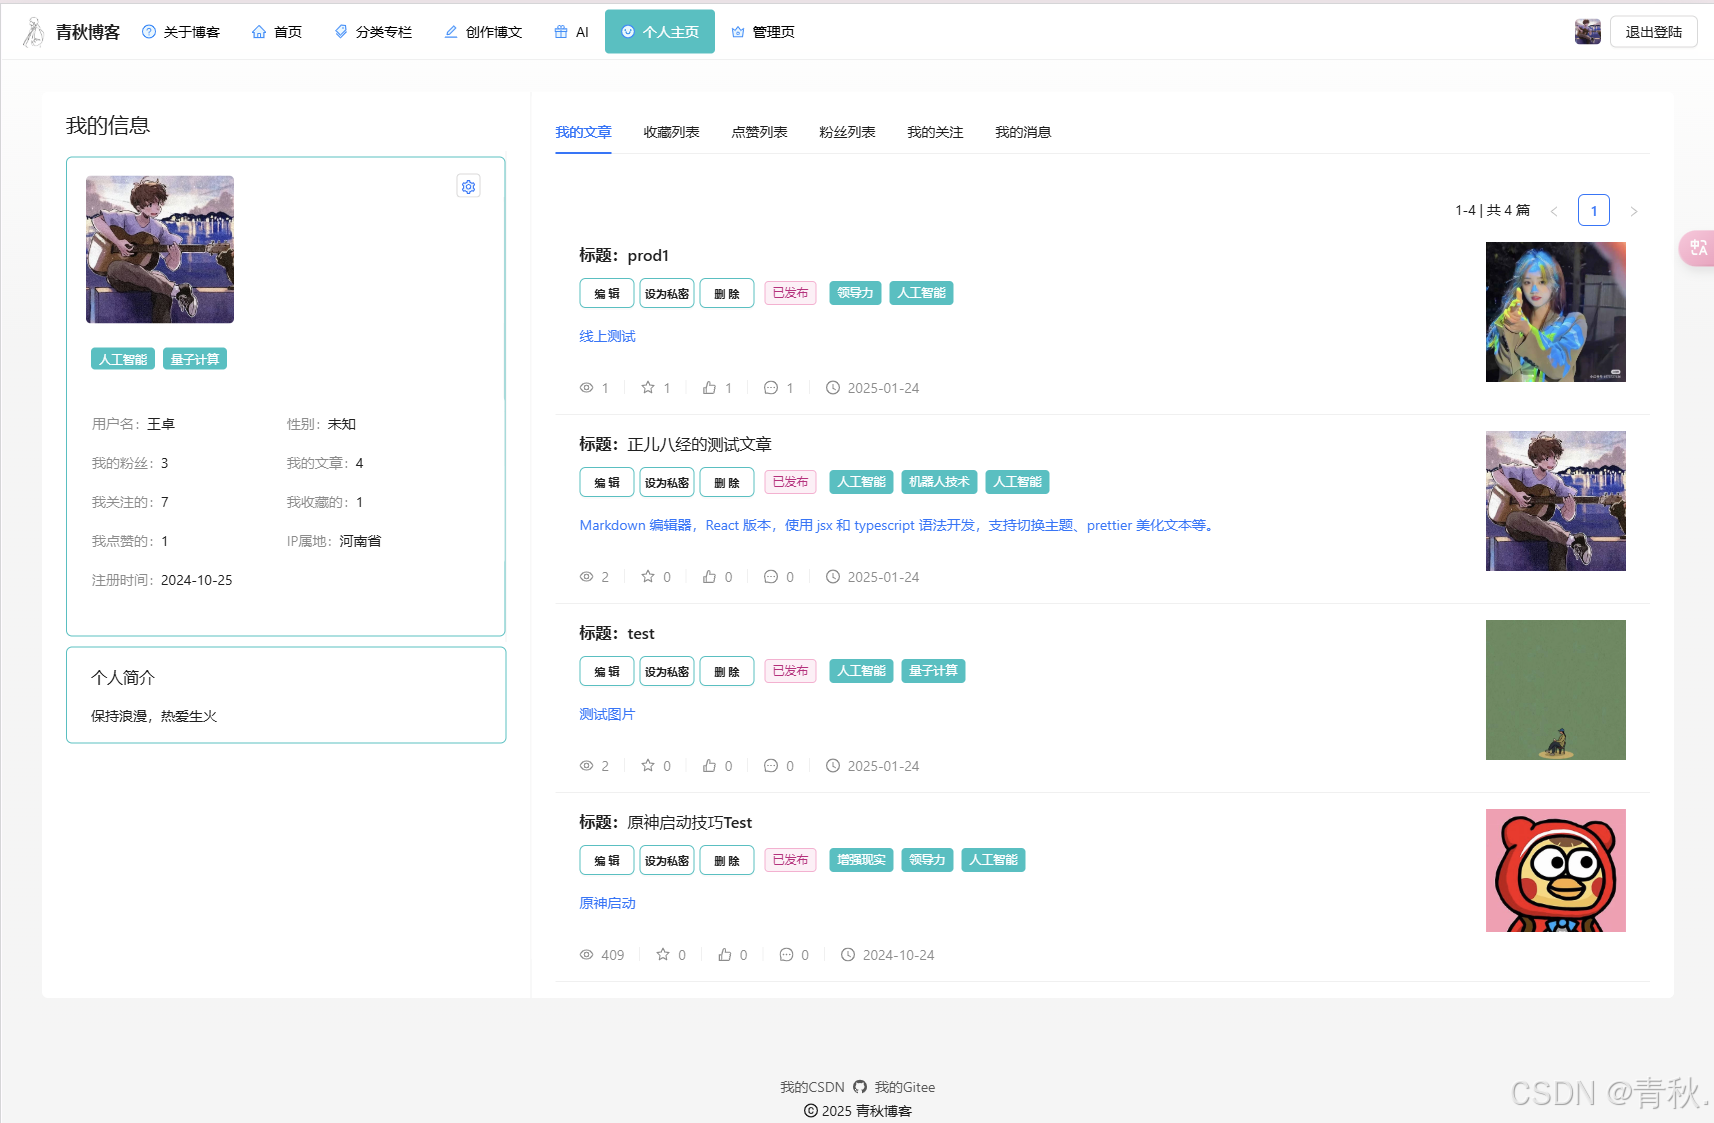 青秋博客 关于博客 首页 分类专栏 创作博文 AI 个人主页 管理页 退出登陆
我的信息
人工智能 量子计算
用户名：王卓 性别：未知
我的粉丝：3 我的文章：4
我关注的：7 我收藏的：1
我点赞的：1 IP属地：河南省
注册时间：2024-10-25
个人简介
保持浪漫，热爱生火
我的文章 收藏列表 点赞列表 粉丝列表 我的关注 我的消息
1-4 | 共 4 篇 < 1 >
标题：prod1
编 辑 设为私密 删 除 已发布 领导力 人工智能
线上测试
1 1 1 1 2025-01-24
标题：正儿八经的测试文章
编 辑 设为私密 删 除 已发布 人工智能 机器人技术 人工智能
Markdown 编辑器，React 版本，使用 jsx 和 typescript 语法开发，支持切换主题、prettier 美化文本等。
2 0 0 0 2025-01-24
标题：test
编 辑 设为私密 删 除 已发布 人工智能 量子计算
测试图片
2 0 0 0 2025-01-24
标题：原神启动技巧Test
编 辑 设为私密 删 除 已发布 增强现实 领导力 人工智能
原神启动
409 0 0 0 2024-10-24
我的CSDN 我的Gitee
© 2025 青秋博客
CSDN @青秋.